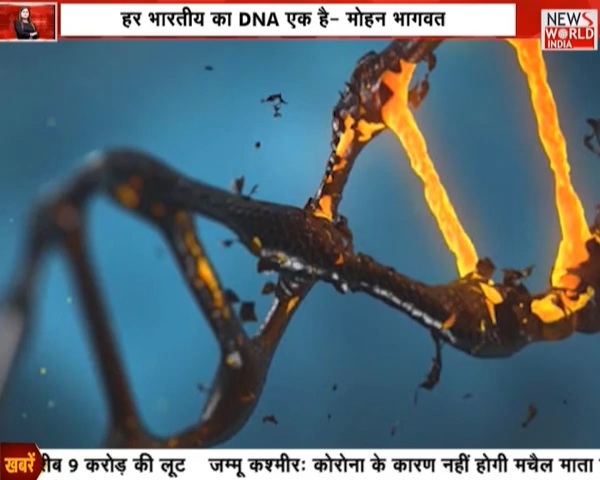 हर भारतीय का DNA एक है- मोहन भागवत
NEWS
WORLD
INDIA
खबरें 9 करोड़ की लूट जम्मू कश्मीरः कोरोना के कारण नहीं होगी मचैल माता